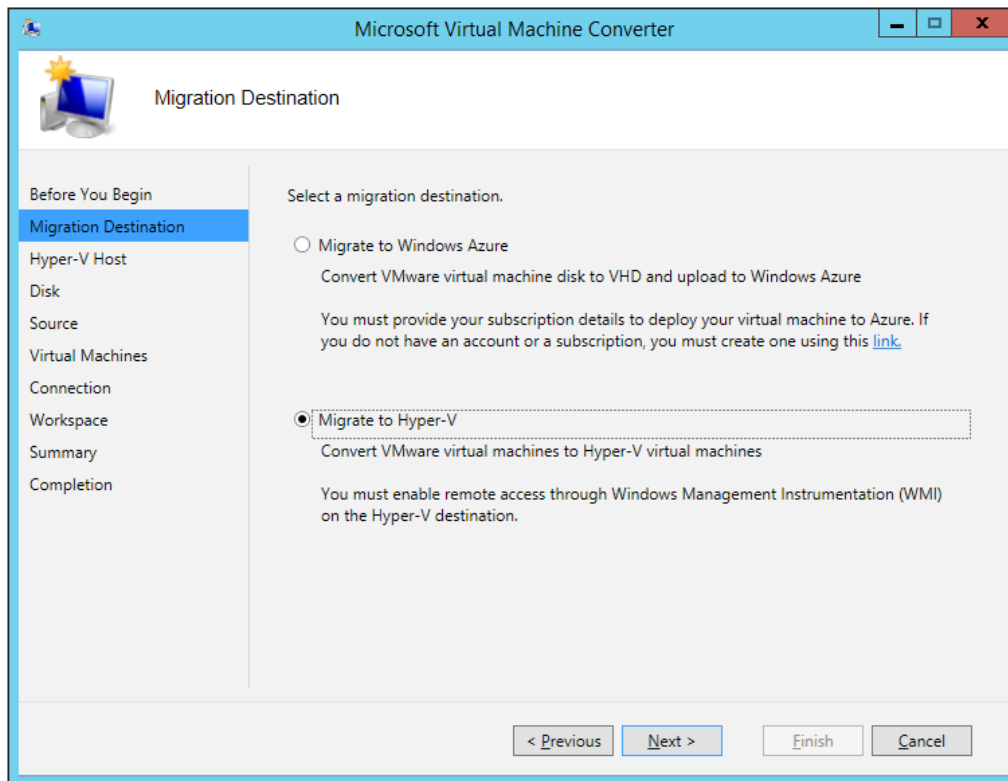 Microsoft Virtual Machine Converter
Migration Destination
Before You Begin
Migration Destination
Hyper-V Host
Disk
Source
Virtual Machines
Connection
Workspace
Summary
Completion
Select a migration destination.
Migrate to Windows Azure
Convert VMware virtual machine disk to VHD and upload to Windows Azure
You must provide your subscription details to deploy your virtual machine to Azure. If
you do not have an account or a subscription, you must create one using this link.
Migrate to Hyper-V
Convert VMware virtual machines to Hyper-V virtual machines
You must enable remote access through Windows Management Instrumentation (WMI)
on the Hyper-V destination.
< Previous
Next >
Finish
Cancel